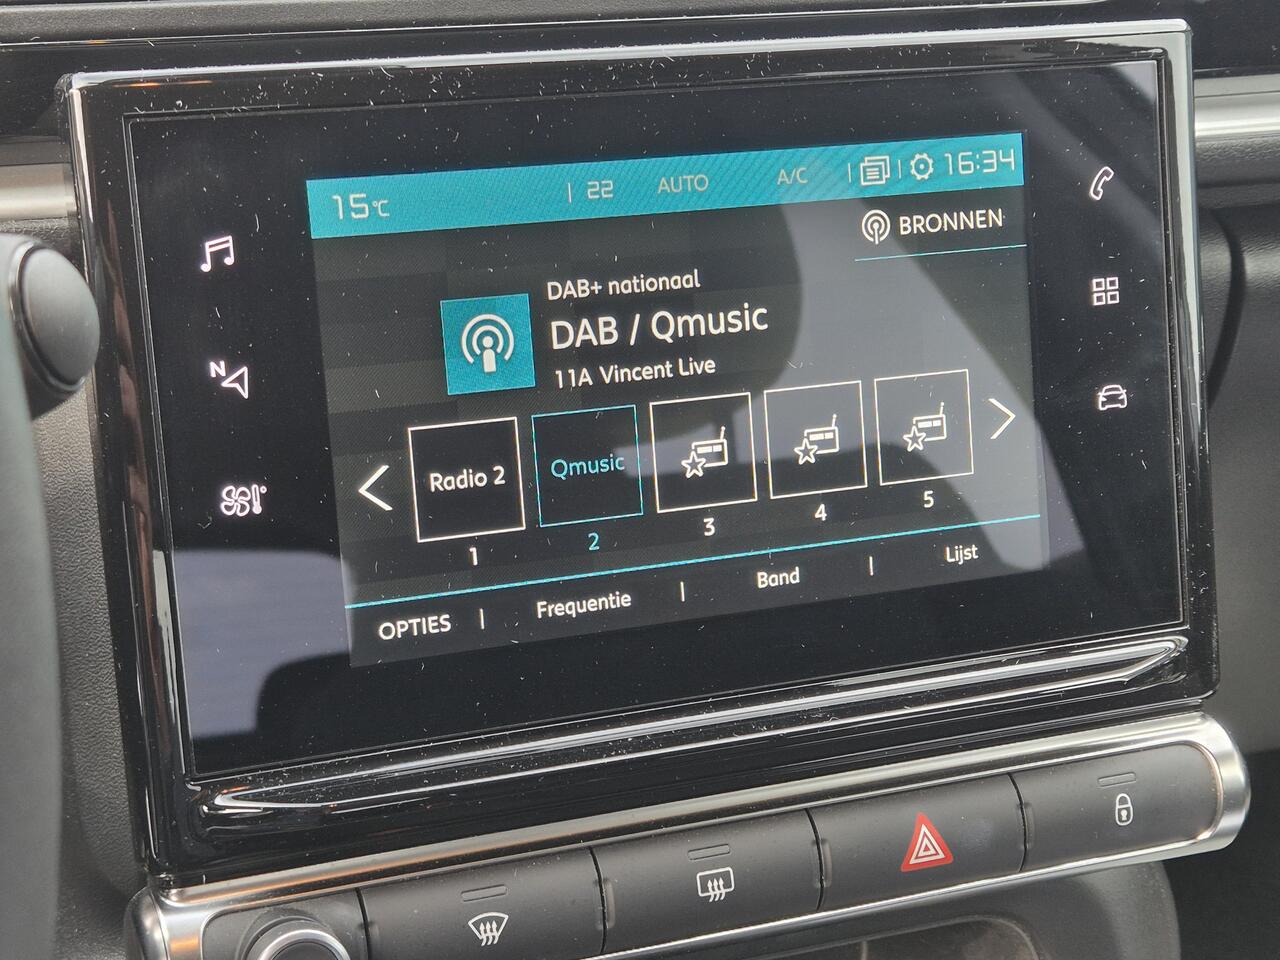 15°C | 22 AUTO A/C | | 16:34
BRONNEN
DAB+ nationaal
DAB / Qmusic
11A Vincent Live
N
Radio 2 Qmusic
1 2 3 4 5
OPTIES | Frequentie | Band | Lijst